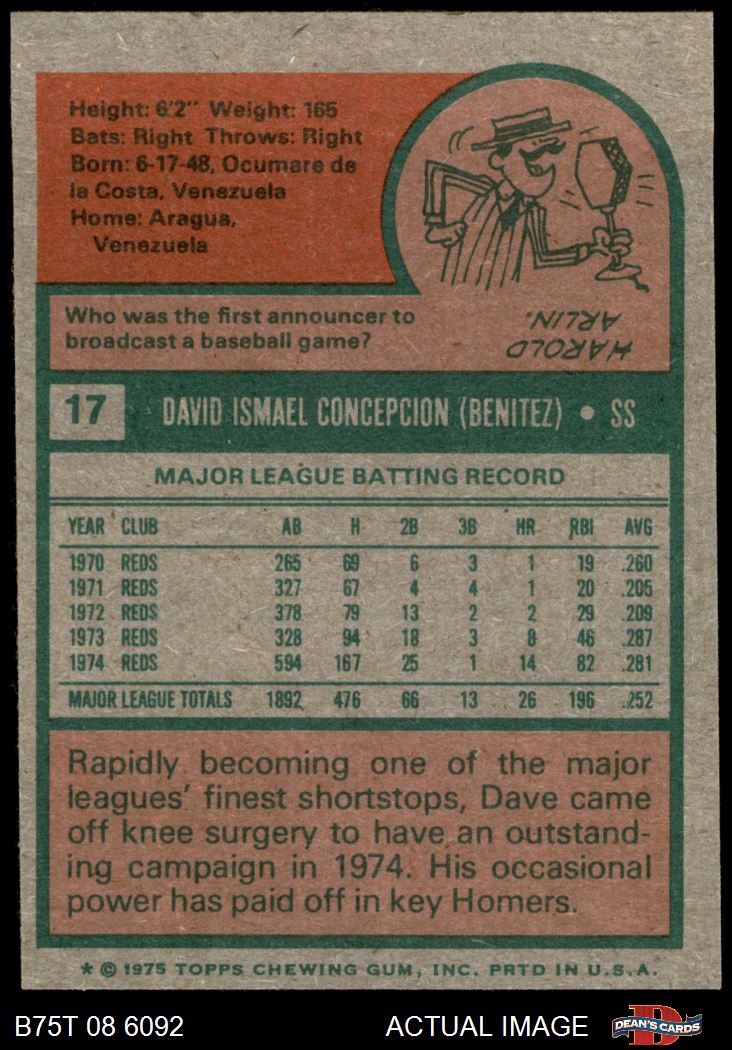 Height: 6'2" Weight: 165
Bats: Right Throws: Right
Born: 6-17-48, Ocumare de
la Costa, Venezuela
Home: Aragua,
Venezuela
Who was the first announcer to
broadcast a baseball game?
HAROLD
ARLIN.
17 DAVID ISMAEL CONCEPCION (BENITEZ) • SS
MAJOR LEAGUE BATTING RECORD
YEAR CLUB AB H 2B 3B HR RBI AVG
1970 REDS 265 69 6 3 1 19 .260
1971 REDS 327 67 4 4 1 20 .205
1972 REDS 378 79 13 2 2 29 .209
1973 REDS 328 94 18 3 8 46 .287
1974 REDS 594 167 25 1 14 82 .281
MAJOR LEAGUE TOTALS 1892 476 66 13 26 196 .252
Rapidly becoming one of the major
leagues' finest shortstops, Dave came
off knee surgery to have an outstand-
ing campaign in 1974. His occasional
power has paid off in key Homers.
* © 1975 TOPPS CHEWING GUM, INC. PRTD IN U.S.A.
B75T 08 6092 ACTUAL IMAGE DEAN'S CARDS